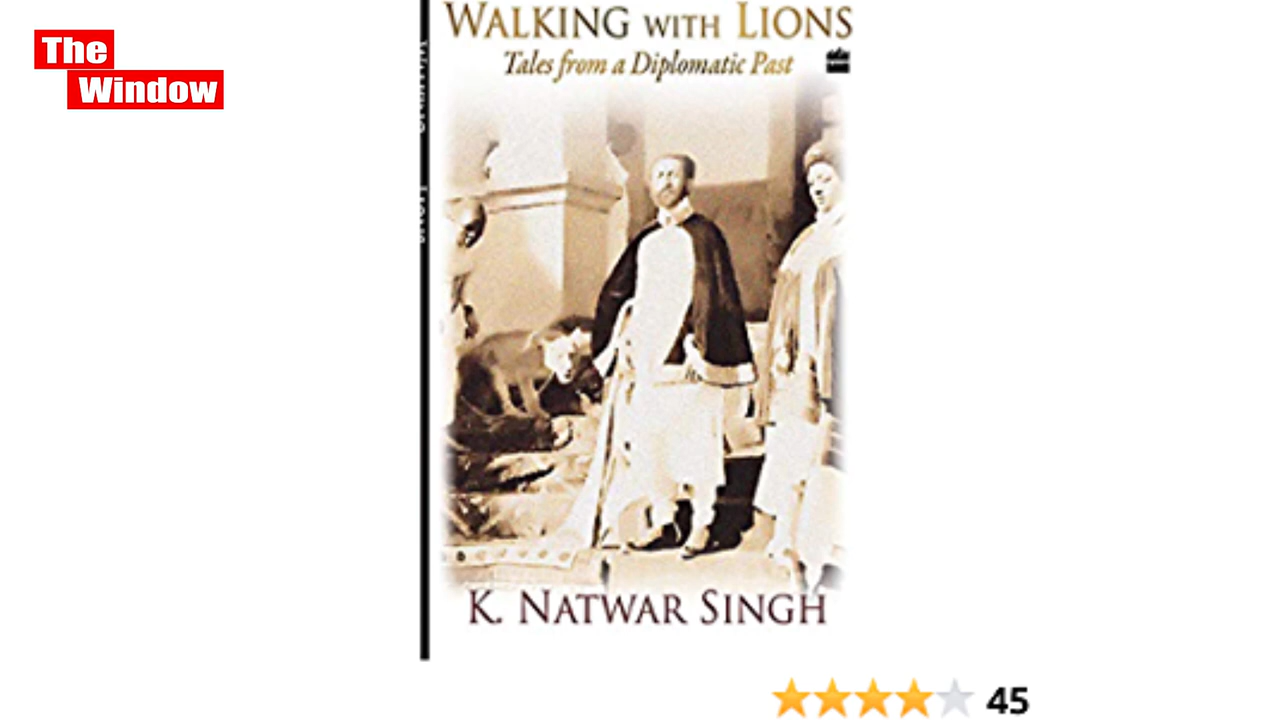 The
Window
WALKING WITH LIONS
Tales from a Diplomatic Past
K. NATWAR SINGH
45